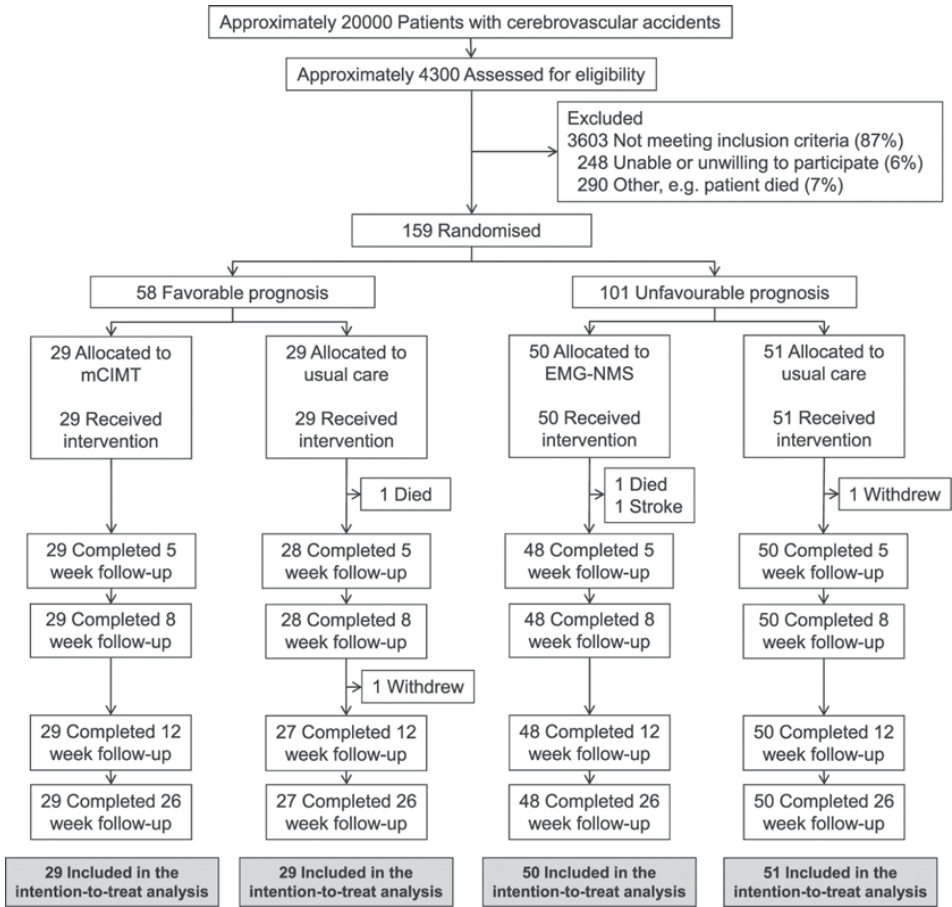 Approximately 20000 Patients with cerebrovascular accidents
Approximately 4300 Assessed for eligibility
Excluded
3603 Not meeting inclusion criteria (87%)
248 Unable or unwilling to participate (6%)
290 Other, e.g. patient died (7%)
159 Randomised
58 Favorable prognosis
101 Unfavourable prognosis
29 Allocated to
mCIMT
29 Received
intervention
29 Allocated to
usual care
29 Received
intervention
50 Allocated to
EMG-NMS
50 Received
intervention
51 Allocated to
usual care
51 Received
intervention
1 Died
1 Died
1 Stroke
1 Withdrew
29 Completed 5
week follow-up
28 Completed 5
week follow-up
48 Completed 5
week follow-up
50 Completed 5
week follow-up
29 Completed 8
week follow-up
28 Completed 8
week follow-up
48 Completed 8
week follow-up
50 Completed 8
week follow-up
1 Withdrew
29 Completed 12
week follow-up
27 Completed 12
week follow-up
48 Completed 12
week follow-up
50 Completed 12
week follow-up
29 Completed 26
week follow-up
27 Completed 26
week follow-up
48 Completed 26
week follow-up
50 Completed 26
week follow-up
29 Included in the
intention-to-treat analysis
29 Included in the
intention-to-treat analysis
50 Included in the
intention-to-treat analysis
51 Included in the
intention-to-treat analysis